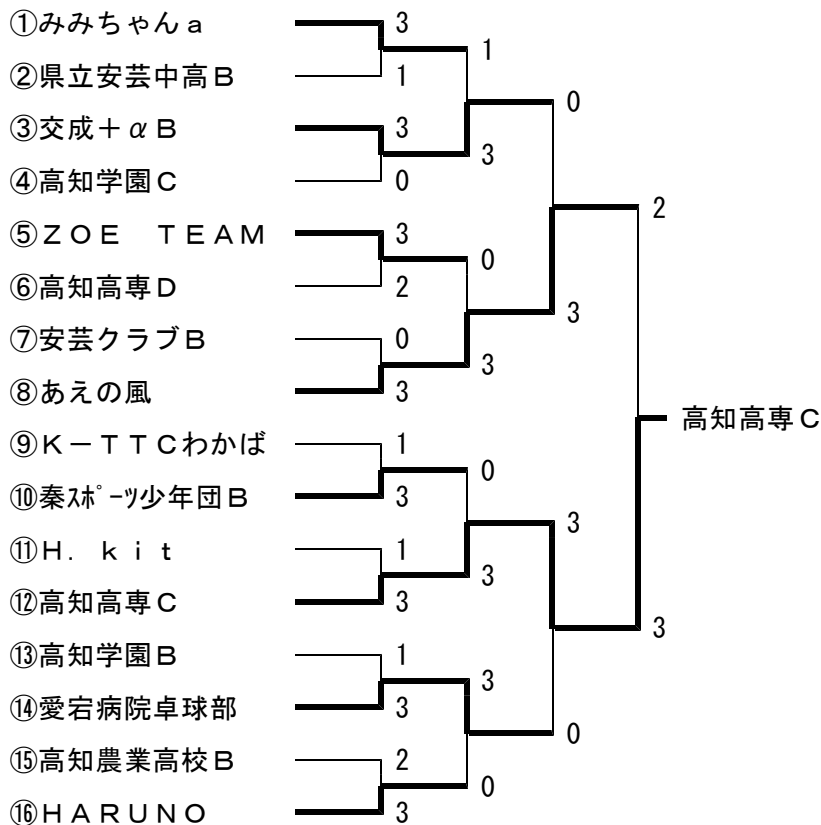 ①みみちゃんａ 3
1
②県立安芸中高Ｂ 1
0
③交成＋αＢ 3
3
④高知学園Ｃ 0
2
⑤ＺＯＥ　ＴＥＡＭ 3
0
⑥高知高専Ｄ 2
3
⑦安芸クラブＢ 0
3
⑧あえの風 3
高知高専Ｃ
⑨Ｋ－ＴＴＣわかば 1
0
⑩秦ｽﾎﾟｰﾂ少年団Ｂ 3
3
⑪Ｈ．ｋｉｔ 1
3
⑫高知高専Ｃ 3
3
⑬高知学園Ｂ 1
3
⑭愛宕病院卓球部 3
0
⑮高知農業高校Ｂ 2
0
⑯ＨＡＲＵＮＯ 3